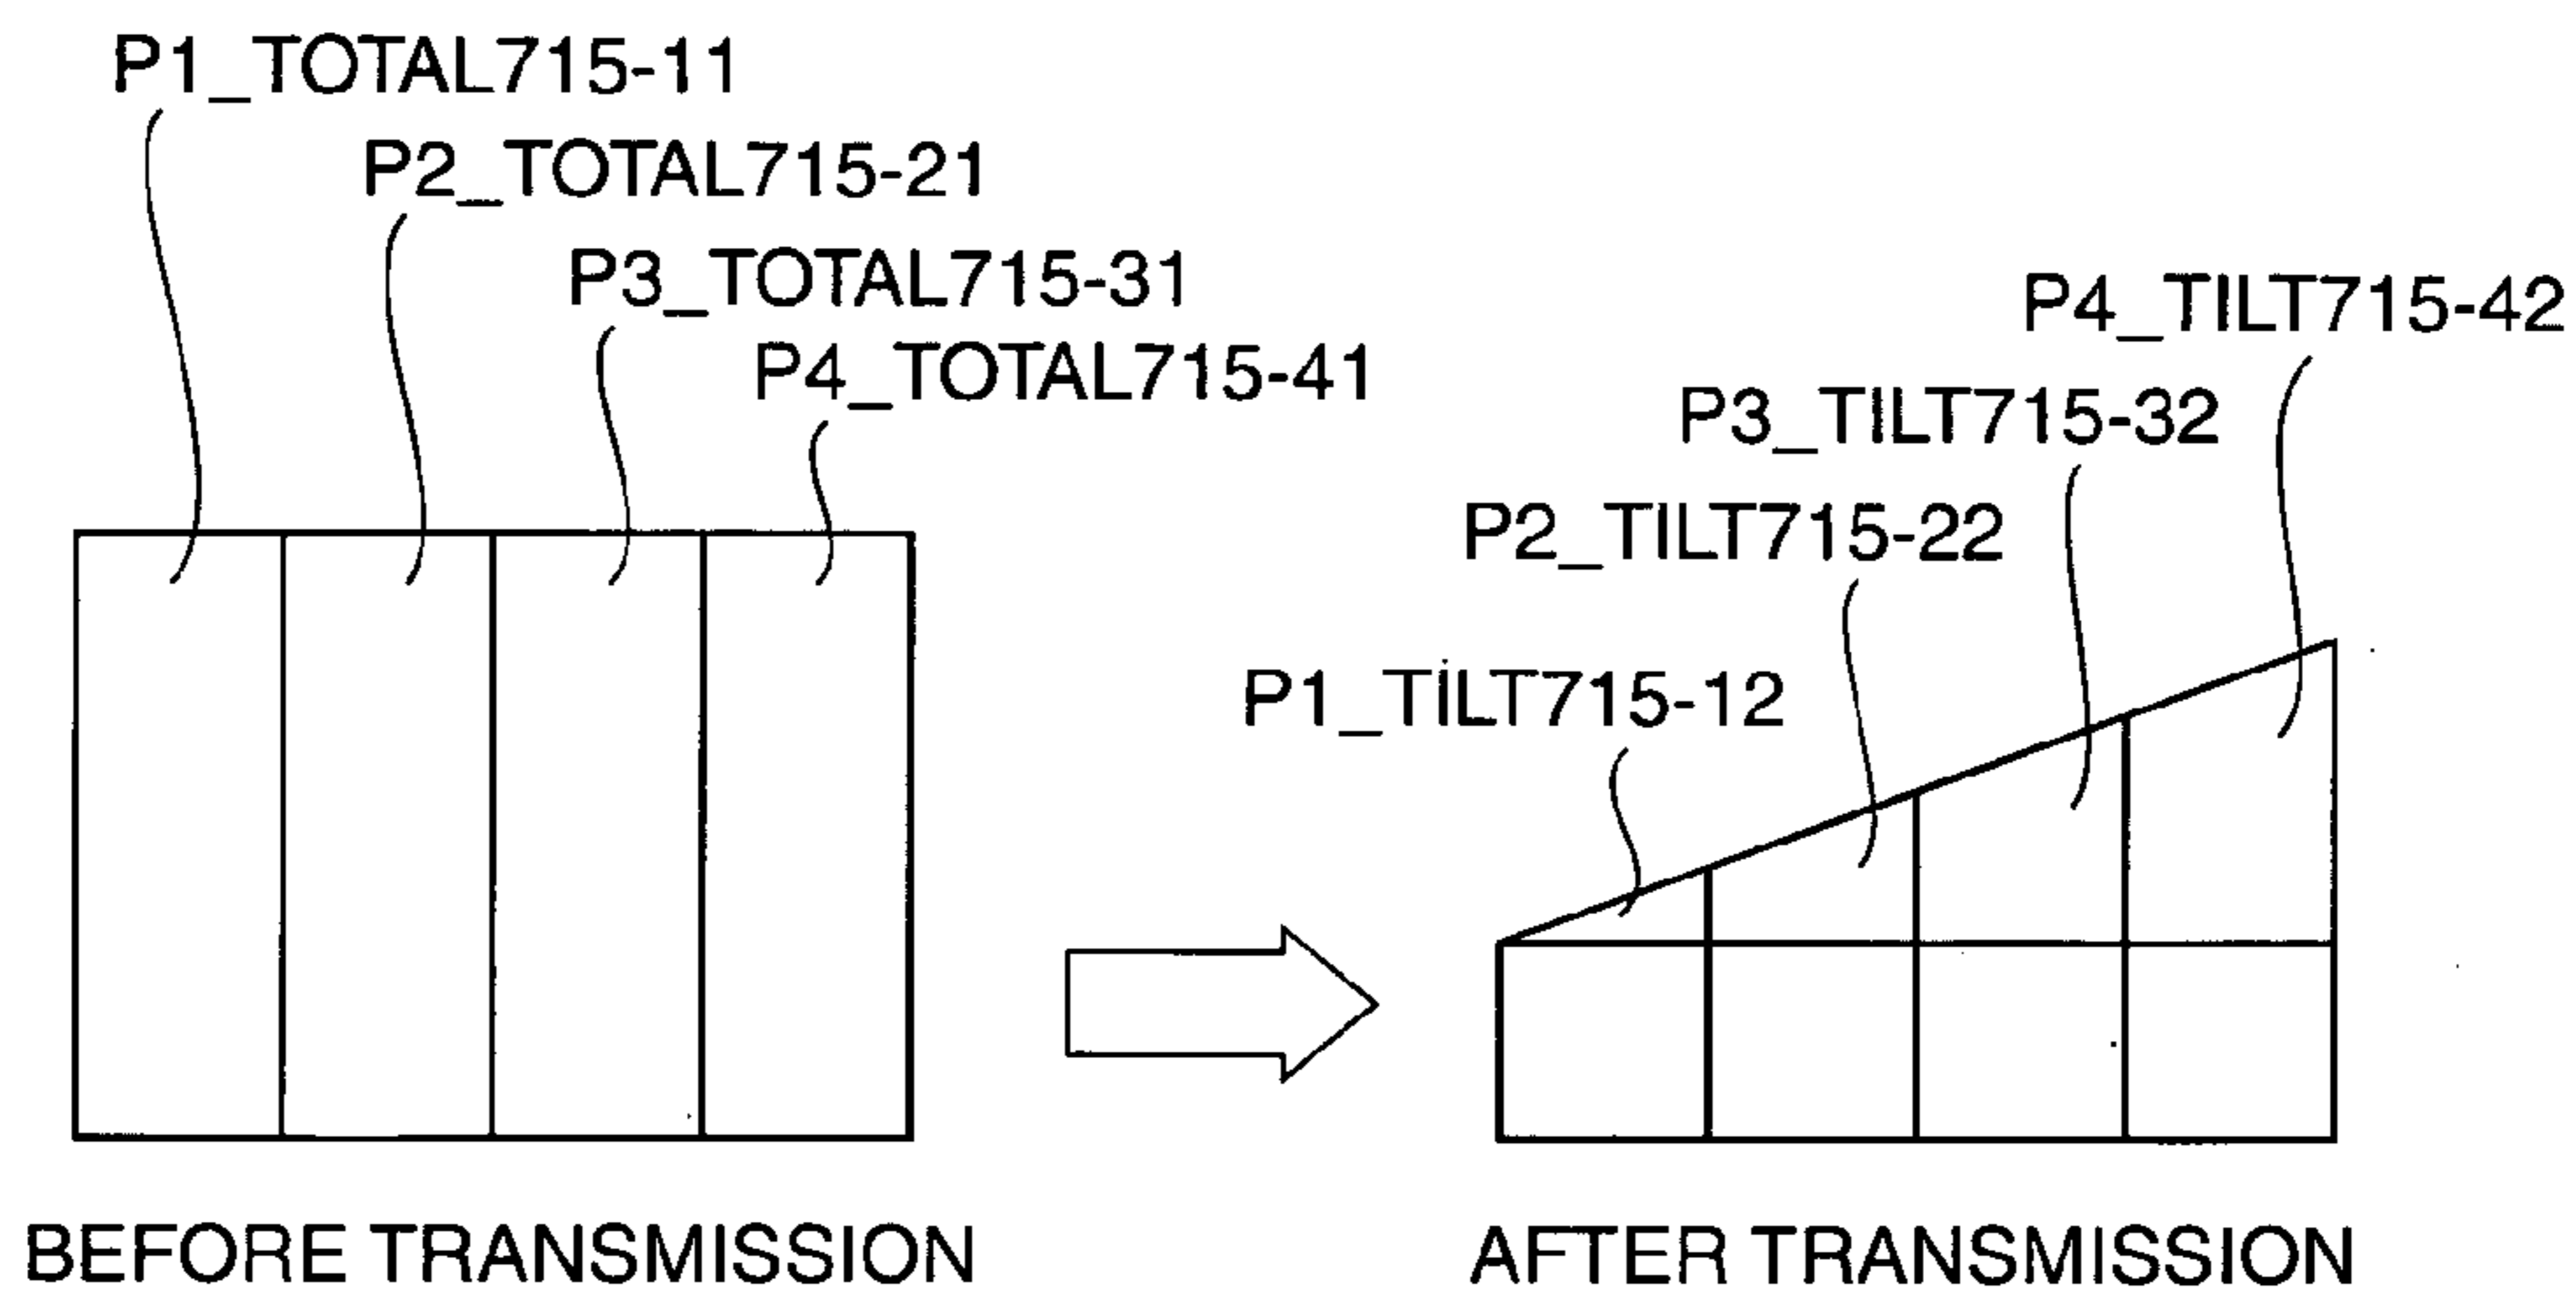 P1_TOTAL715-11
P2_TOTAL715-21
P3_TOTAL715-31
P4_TOTAL715-41
P4_TILT715-42
P3_TILT715-32
P2_TILT715-22
P1_TILT715-12
BEFORE TRANSMISSION
AFTER TRANSMISSION